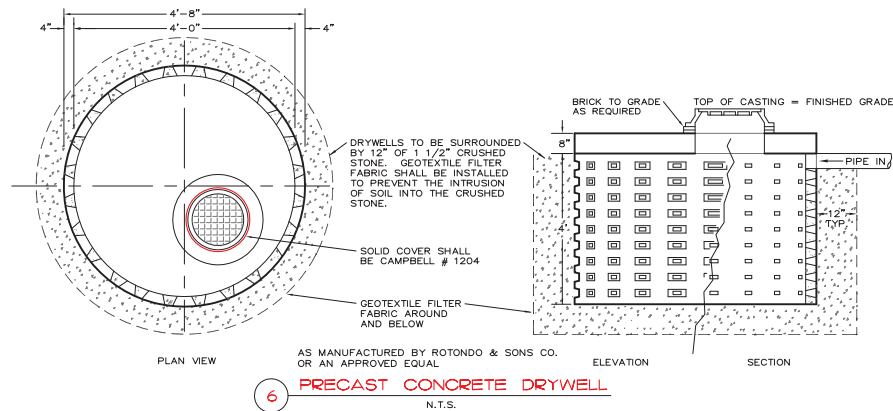 4'-8"
4"
4'-0"
4"
BRICK TO GRADE
AS REQUIRED
TOP OF CASTING = FINISHED GRADE
8"
PIPE IN
DRYWELLS TO BE SURROUNDED
BY 12" OF 1 1/2" CRUSHED
STONE. GEOTEXTILE FILTER
FABRIC SHALL BE INSTALLED
TO PREVENT THE INTRUSION
OF SOIL INTO THE CRUSHED
STONE.
4'
12"
TYP.
SOLID COVER SHALL
BE CAMPBELL # 1204
GEOTEXTILE FILTER
FABRIC AROUND
AND BELOW
PLAN VIEW
AS MANUFACTURED BY ROTONDO & SONS CO.
OR AN APPROVED EQUAL
ELEVATION
SECTION
6
PRECAST CONCRETE DRYWELL
N.T.S.